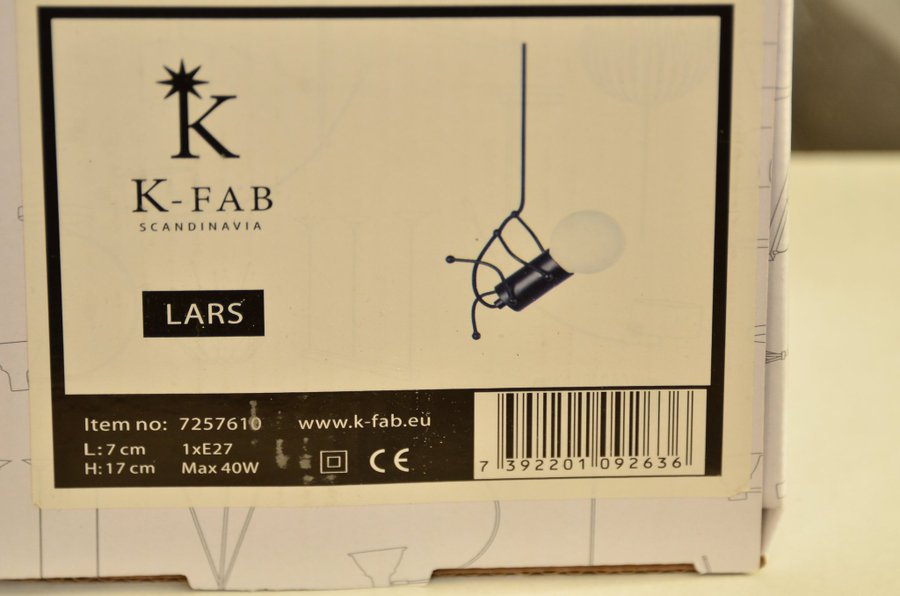 K
K-FAB
SCANDINAVIA
LARS
Item no: 7257610 www.k-fab.eu
L: 7 cm 1xE27
H: 17 cm Max 40W
CE
7 392201 092636